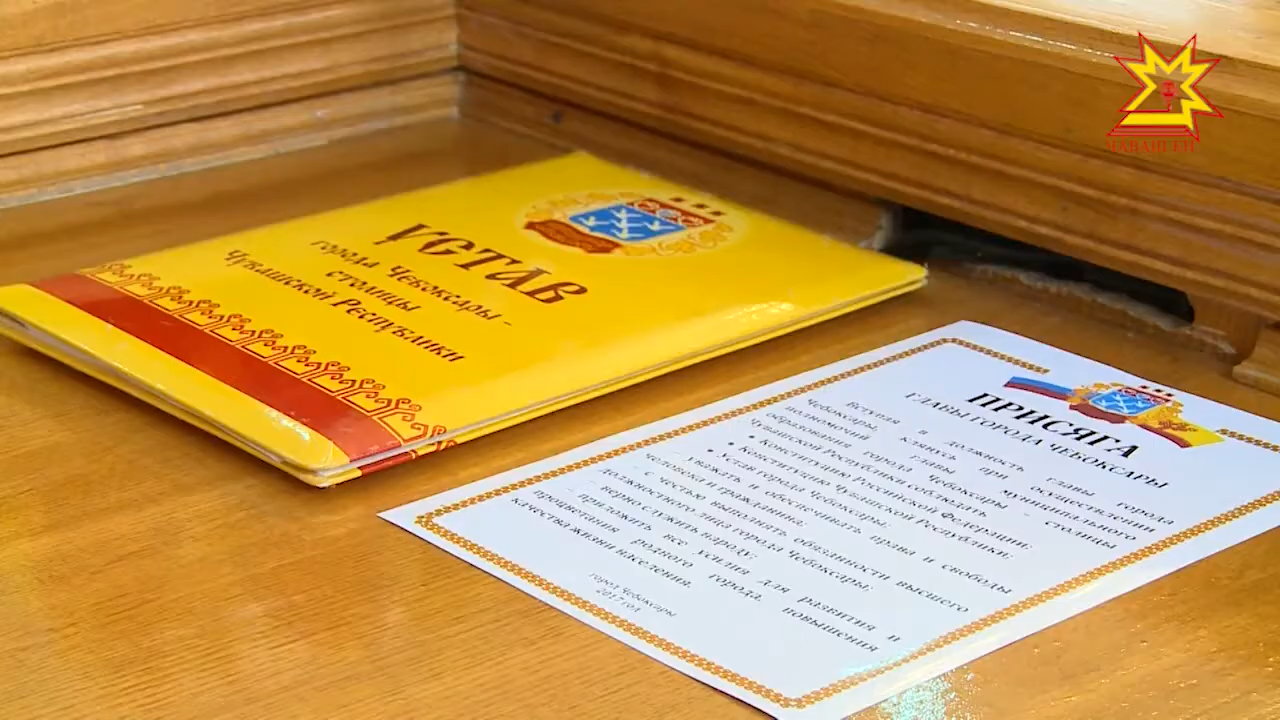 УСТАВ
города Чебоксары -
столицы
Чувашской Республики
ПРИСЯГА
ГЛАВЫ ГОРОДА ЧЕБОКСАРЫ
Вступая в должность главы города
Чебоксары, клянусь при осуществлении
полномочий главы муниципального
образования города Чебоксары - столицы
Чувашской Республики соблюдать
• Конституцию Российской Федерации;
• Конституцию Чувашской Республики;
• Устав города Чебоксары;
- уважать и обеспечивать права и свободы
человека и гражданина;
- с честью выполнять обязанности высшего
должностного лица города Чебоксары;
- верно служить народу;
- приложить все усилия для развития и
процветания родного города, повышения
качества жизни населения.
город Чебоксары
2017 год